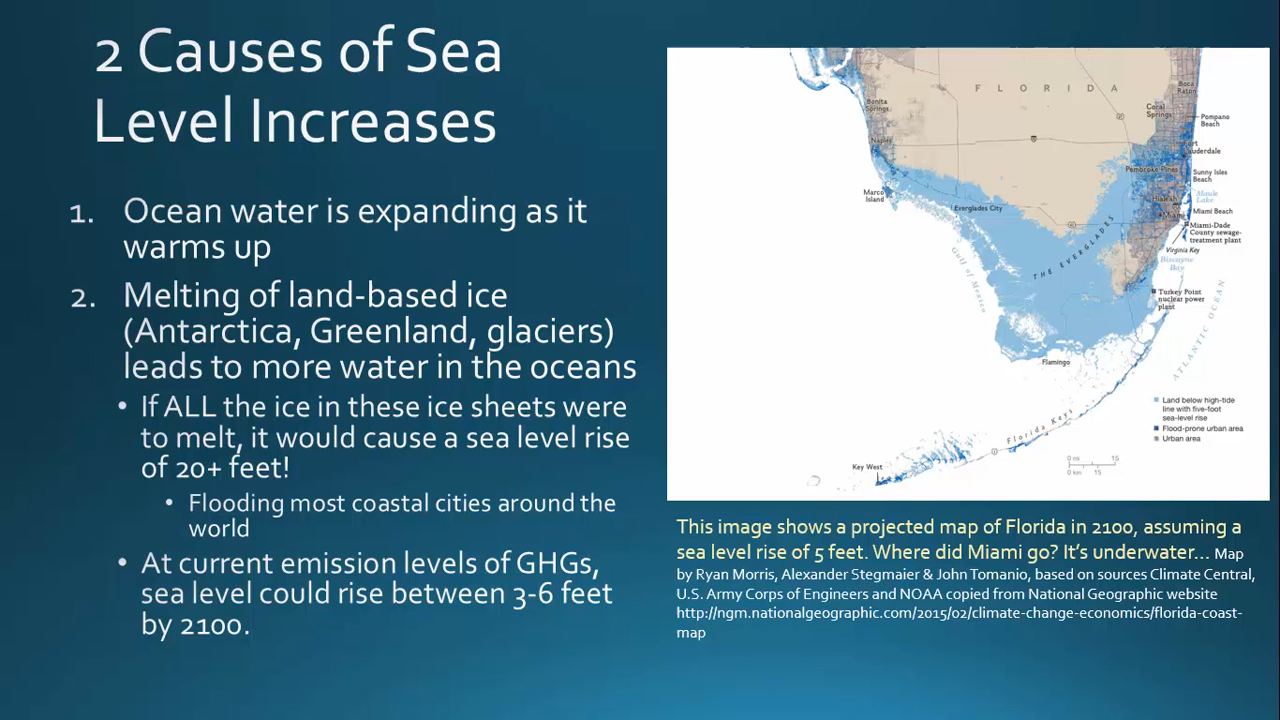 2 Causes of Sea
Level Increases
1. Ocean water is expanding as it
warms up
2. Melting of land-based ice
(Antarctica, Greenland, glaciers)
leads to more water in the oceans
• If ALL the ice in these ice sheets were
to melt, it would cause a sea level rise
of 20+ feet!
• Flooding most coastal cities around the
world
• At current emission levels of GHGs,
sea level could rise between 3-6 feet
by 2100.
FLORIDA
Boca
Raton
Bonita
Springs
Coral
Springs
Pompano
Beach
Naples
Fort
Lauderdale
Pembroke Pines
Sunny Isles
Beach
Marco
Island
Maule
Lake
Hialeah
Everglades City
Miami Beach
Miami
Miami-Dade
County sewage-
treatment plant
THE EVERGLADES
Virginia Key
Biscayne
Bay
Gulf of Mexico
Turkey Point
nuclear power
plant
ATLANTIC OCEAN
Flamingo
Land below high-tide
line with five-foot
sea-level rise
Flood-prone urban area
Urban area
Florida Keys
0 mi 15
0 km 15
Key West
This image shows a projected map of Florida in 2100, assuming a
sea level rise of 5 feet. Where did Miami go? It's underwater... Map
by Ryan Morris, Alexander Stegmaier & John Tomanio, based on sources Climate Central,
U.S. Army Corps of Engineers and NOAA copied from National Geographic website
http://ngm.nationalgeographic.com/2015/02/climate-change-economics/florida-coast-
map